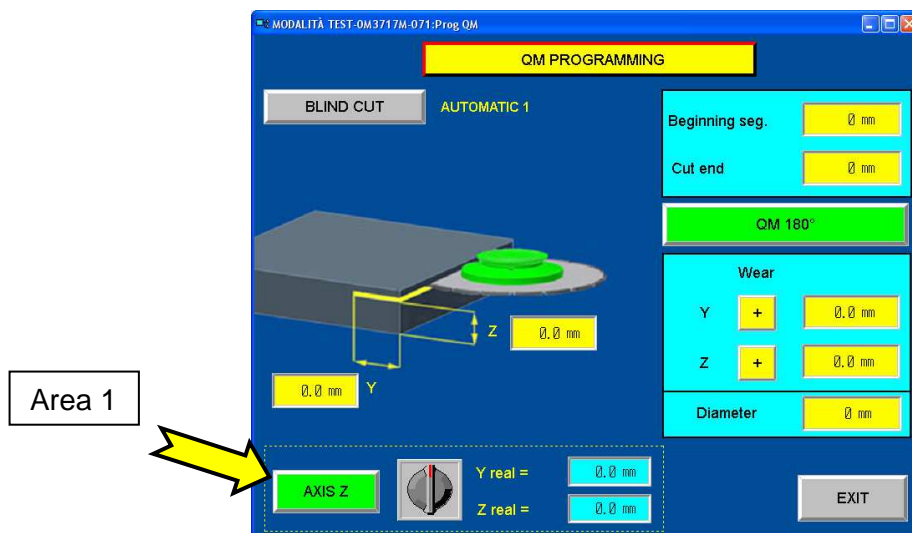 MODALITÀ TEST-0M3717M-071:Prog QM
QM PROGRAMMING
BLIND CUT
AUTOMATIC 1
Beginning seg.
0 mm
Cut end
0 mm
QM 180°
Wear
Y
+
0.0 mm
Z
+
0.0 mm
Diameter
0 mm
Z
0.0 mm
0.0 mm
Y
Area 1
AXIS Z
Y real =
0.0 mm
Z real =
0.0 mm
EXIT